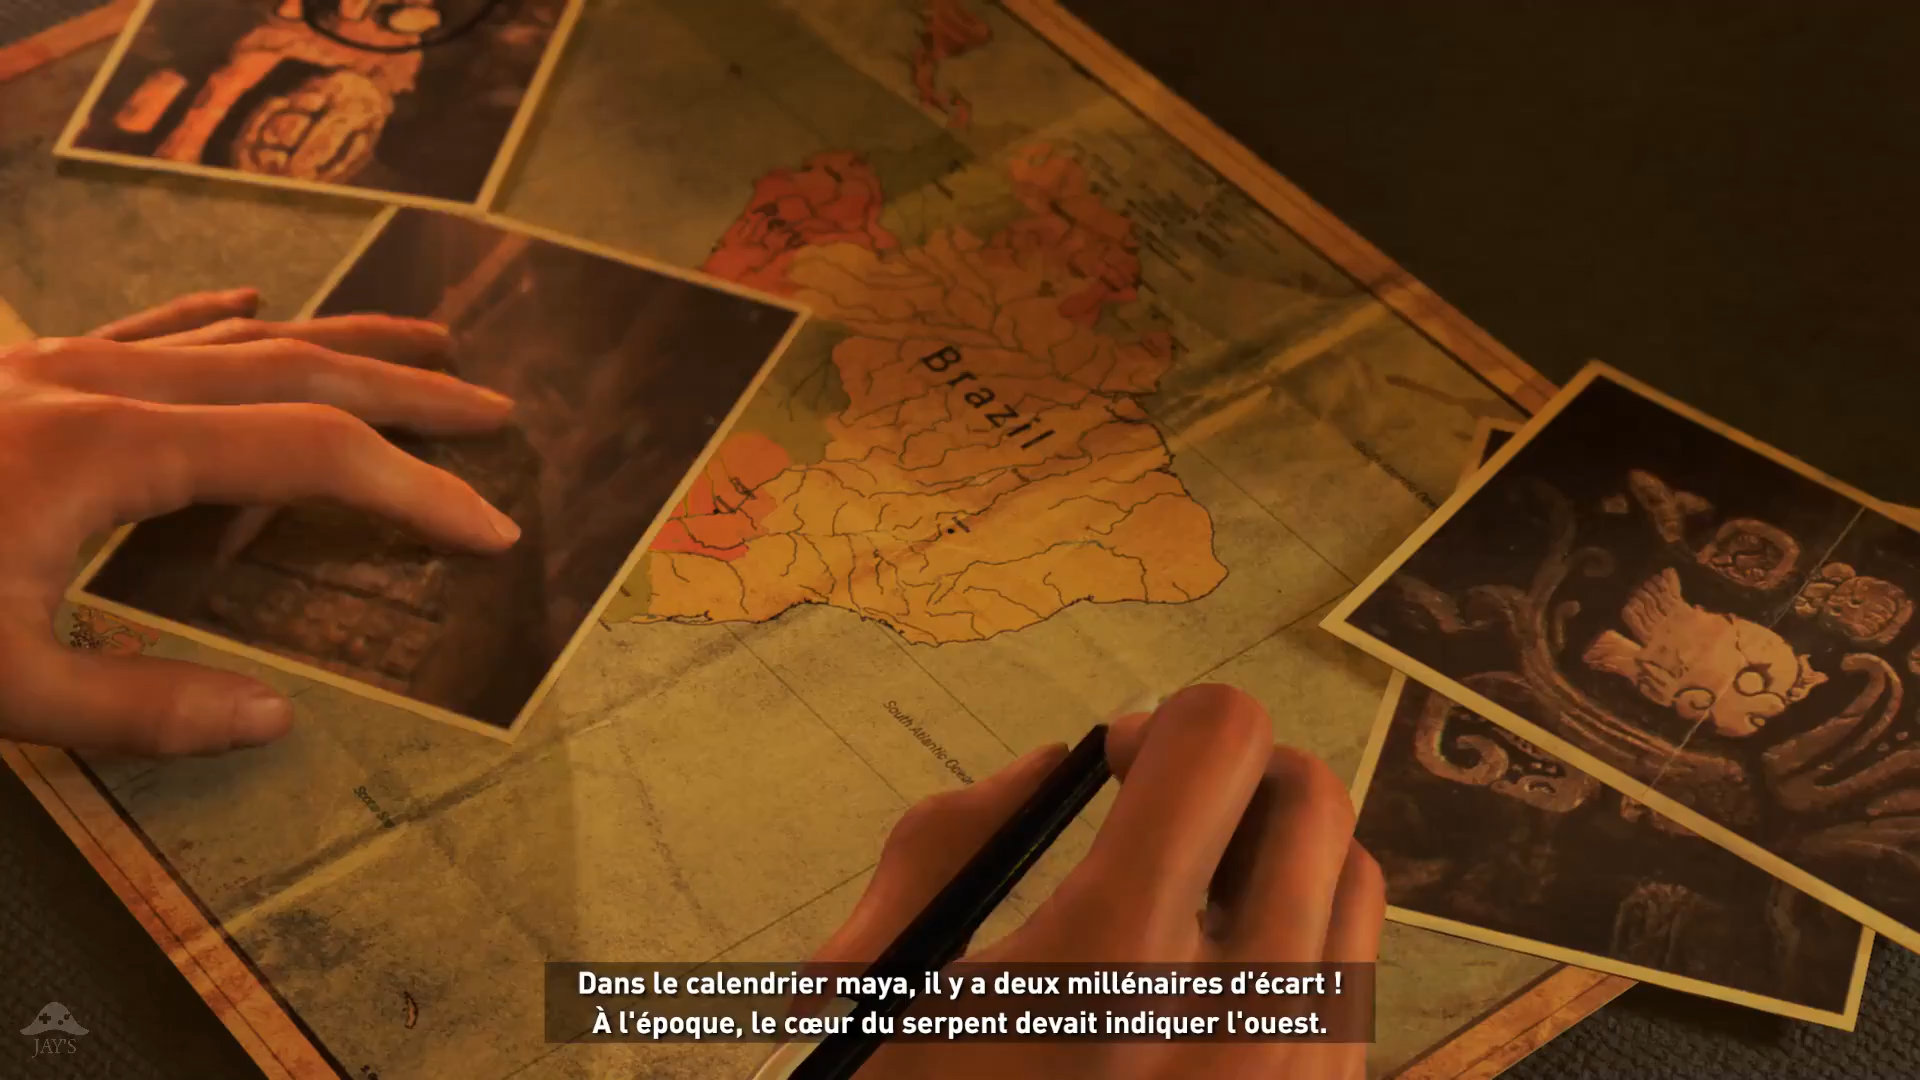 Brazil
South Atlantic Ocean
Dans le calendrier maya, il y a deux millénaires d'écart !
À l'époque, le cœur du serpent devait indiquer l'ouest.
JAY'S